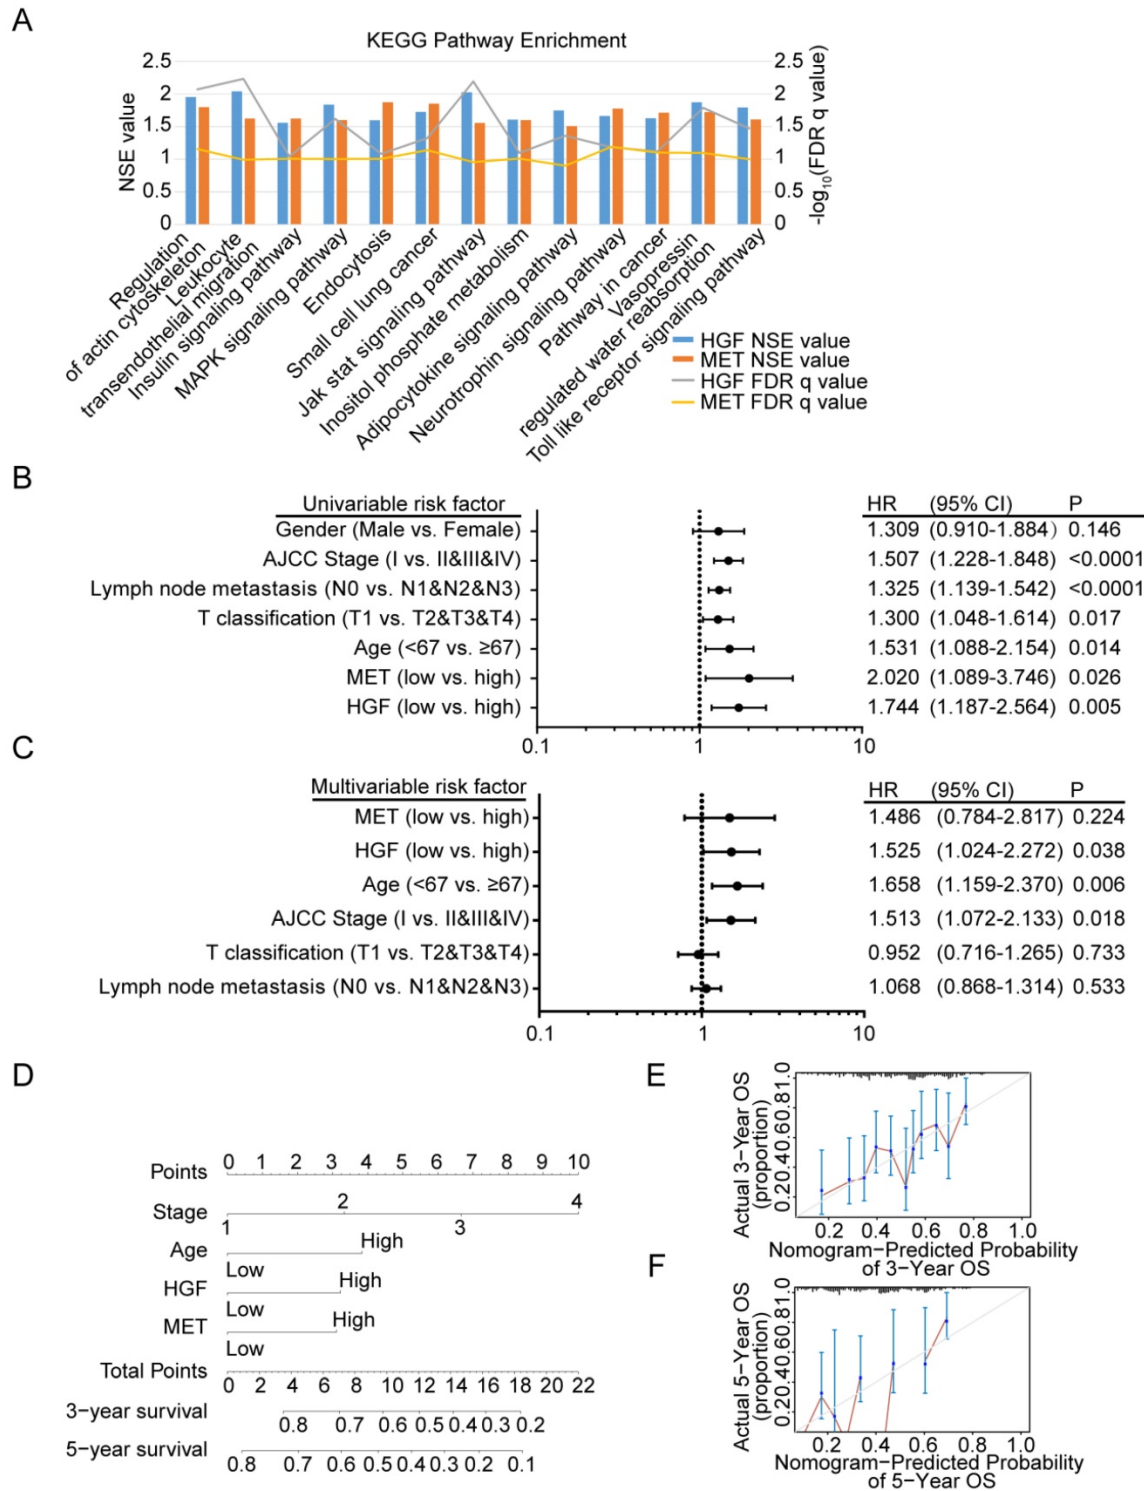 A
KEGG Pathway Enrichment
2.5
2
1.5
1
0.5
0
NSE value
2.5
2
1.5
1
0.5
0
-log10(FDR q value)
Regulation
of actin cytoskeleton
Leukocyte
transendothelial migration
Insulin signaling pathway
MAPK signaling pathway
Endocytosis
Small cell lung cancer
Jak stat signaling pathway
Inositol phosphate metabolism
Adipocytokine signaling pathway
Neurotrophin signaling pathway
Pathway in cancer
Vasopressin
regulated water reabsorption
Toll like receptor signaling pathway
HGF NSE value
MET NSE value
HGF FDR q value
MET FDR q value
B
Univariable risk factor HR (95% CI) P
Gender (Male vs. Female) 1.309 (0.910-1.884) 0.146
AJCC Stage (I vs. II&III&IV) 1.507 (1.228-1.848) <0.0001
Lymph node metastasis (N0 vs. N1&N2&N3) 1.325 (1.139-1.542) <0.0001
T classification (T1 vs. T2&T3&T4) 1.300 (1.048-1.614) 0.017
Age (<67 vs. ≥67) 1.531 (1.088-2.154) 0.014
MET (low vs. high) 2.020 (1.089-3.746) 0.026
HGF (low vs. high) 1.744 (1.187-2.564) 0.005
0.1 1 10
C
Multivariable risk factor HR (95% CI) P
MET (low vs. high) 1.486 (0.784-2.817) 0.224
HGF (low vs. high) 1.525 (1.024-2.272) 0.038
Age (<67 vs. ≥67) 1.658 (1.159-2.370) 0.006
AJCC Stage (I vs. II&III&IV) 1.513 (1.072-2.133) 0.018
T classification (T1 vs. T2&T3&T4) 0.952 (0.716-1.265) 0.733
Lymph node metastasis (N0 vs. N1&N2&N3) 1.068 (0.868-1.314) 0.533
0.1 1 10
D
Points 0 1 2 3 4 5 6 7 8 9 10
Stage 1 2 3 4
Age Low High
HGF Low High
MET Low High
Total Points 0 2 4 6 8 10 12 14 16 18 20 22
3−year survival 0.8 0.7 0.6 0.5 0.4 0.3 0.2
5−year survival 0.8 0.7 0.6 0.5 0.4 0.3 0.2 0.1
E
Actual 3−Year OS
(proportion)
0.20.40.60.81.0
0.2 0.4 0.6 0.8 1.0
Nomogram−Predicted Probability
of 3−Year OS
F
Actual 5−Year OS
(proportion)
0.20.40.60.81.0
0.2 0.4 0.6 0.8 1.0
Nomogram−Predicted Probability
of 5−Year OS